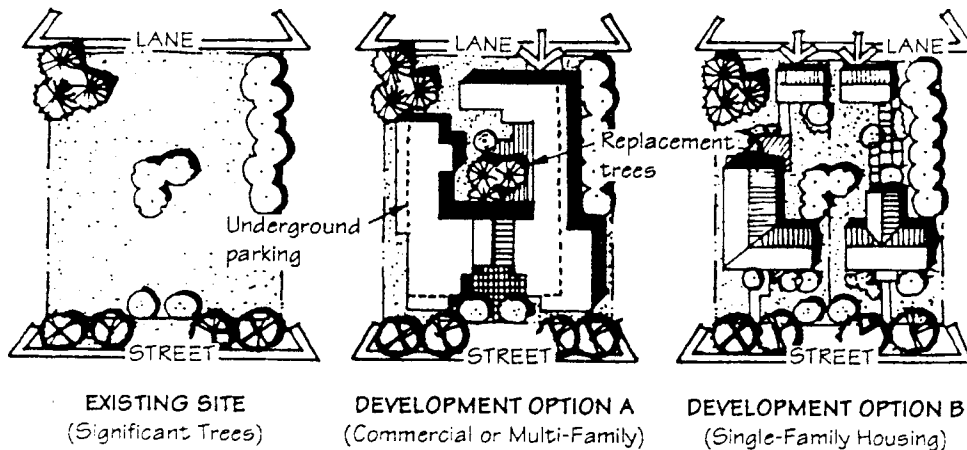 LANE
STREET
EXISTING SITE
(Significant Trees)
LANE
Replacement
trees
Underground
parking
STREET
DEVELOPMENT OPTION A
(Commercial or Multi-Family)
LANE
STREET
DEVELOPMENT OPTION B
(Single-Family Housing)